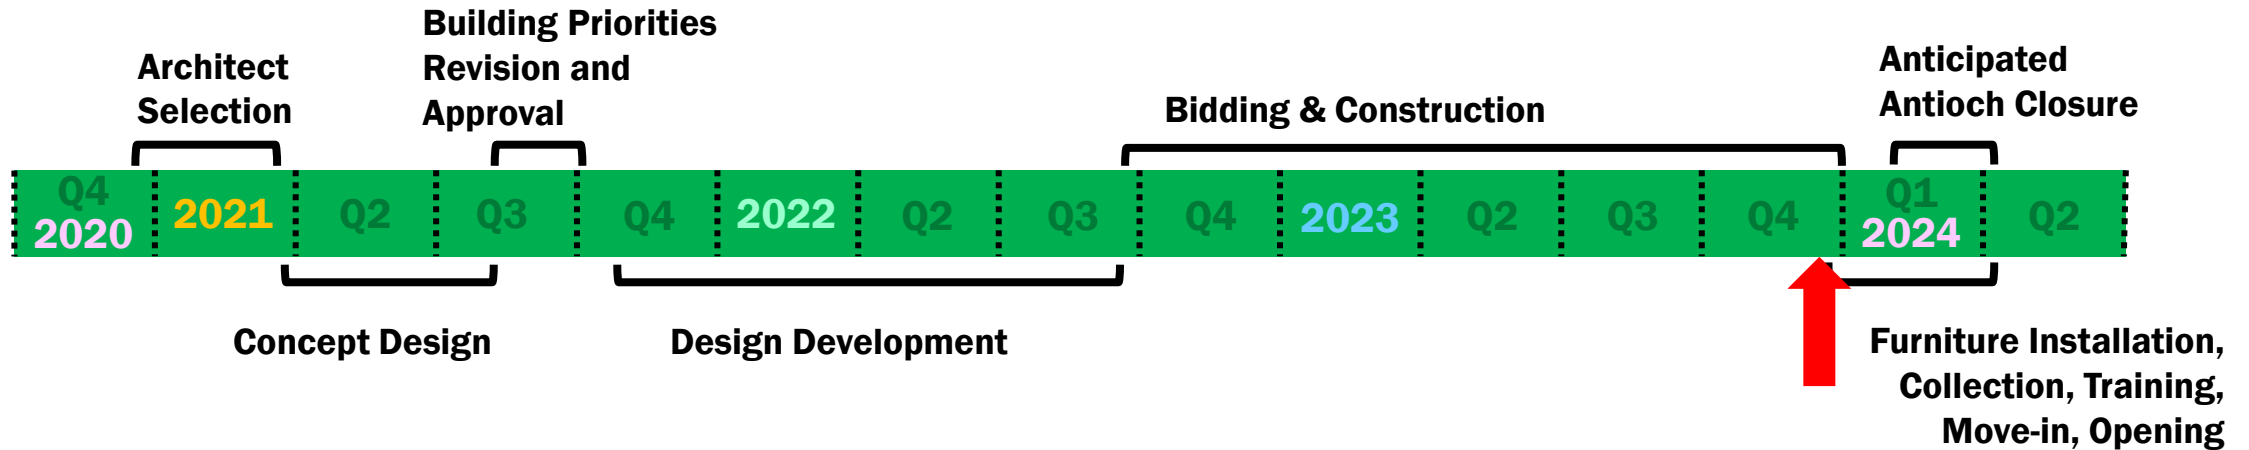 Building Priorities
Revision and
Approval
Architect
Selection
Bidding & Construction
Anticipated
Antioch Closure
Q4
2020
2021
Q2
Q3
Q4
2022
Q2
Q3
Q4
2023
Q2
Q3
Q4
Q1
2024
Q2
Concept Design
Design Development
Furniture Installation,
Collection, Training,
Move-in, Opening